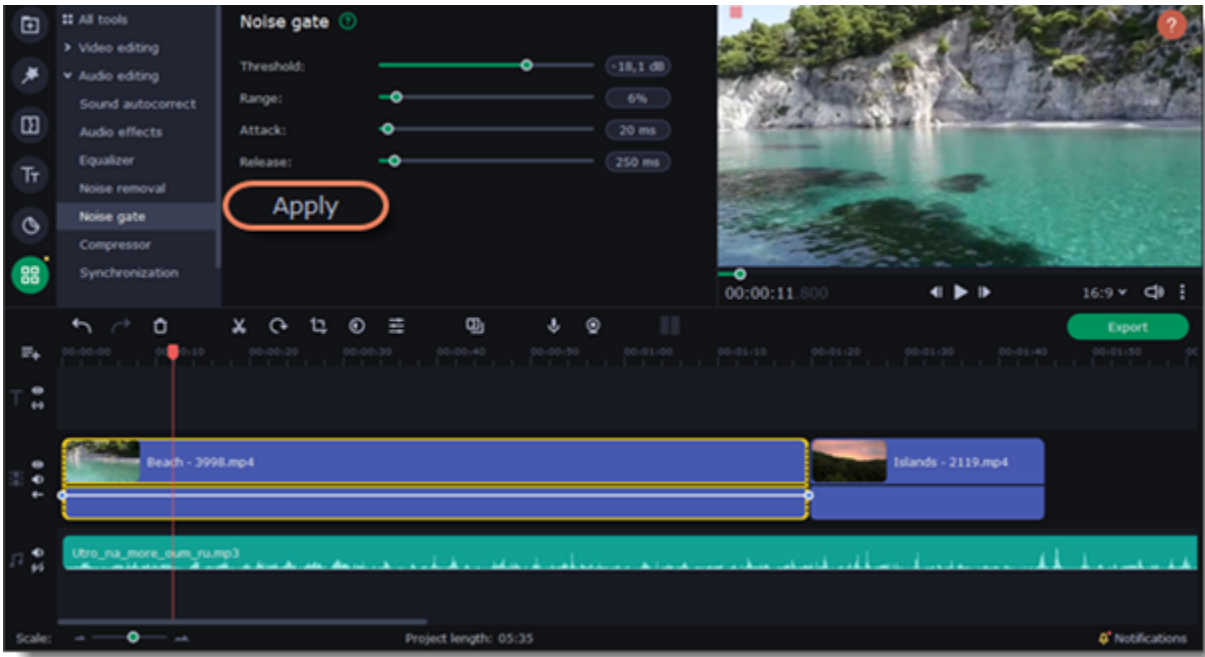 All tools
Video editing
Audio editing
Sound autocorrect
Audio effects
Equalizer
Noise removal
Noise gate
Compressor
Synchronization
Noise gate ?
Threshold: -18,1 dB
Range: 6%
Attack: 20 ms
Release: 250 ms
Apply
?
00:00:11.800
16:9
Export
00:00:00 00:00:20 00:00:30 00:00:40 00:00:50 00:01:00 00:01:10 00:01:20 00:01:30 00:01:40 00:01:50
Beach - 3998.mp4
Islands - 2119.mp4
Utro_na_more_oum_ru.mp3
Scale:
Project length: 05:35
Notifications